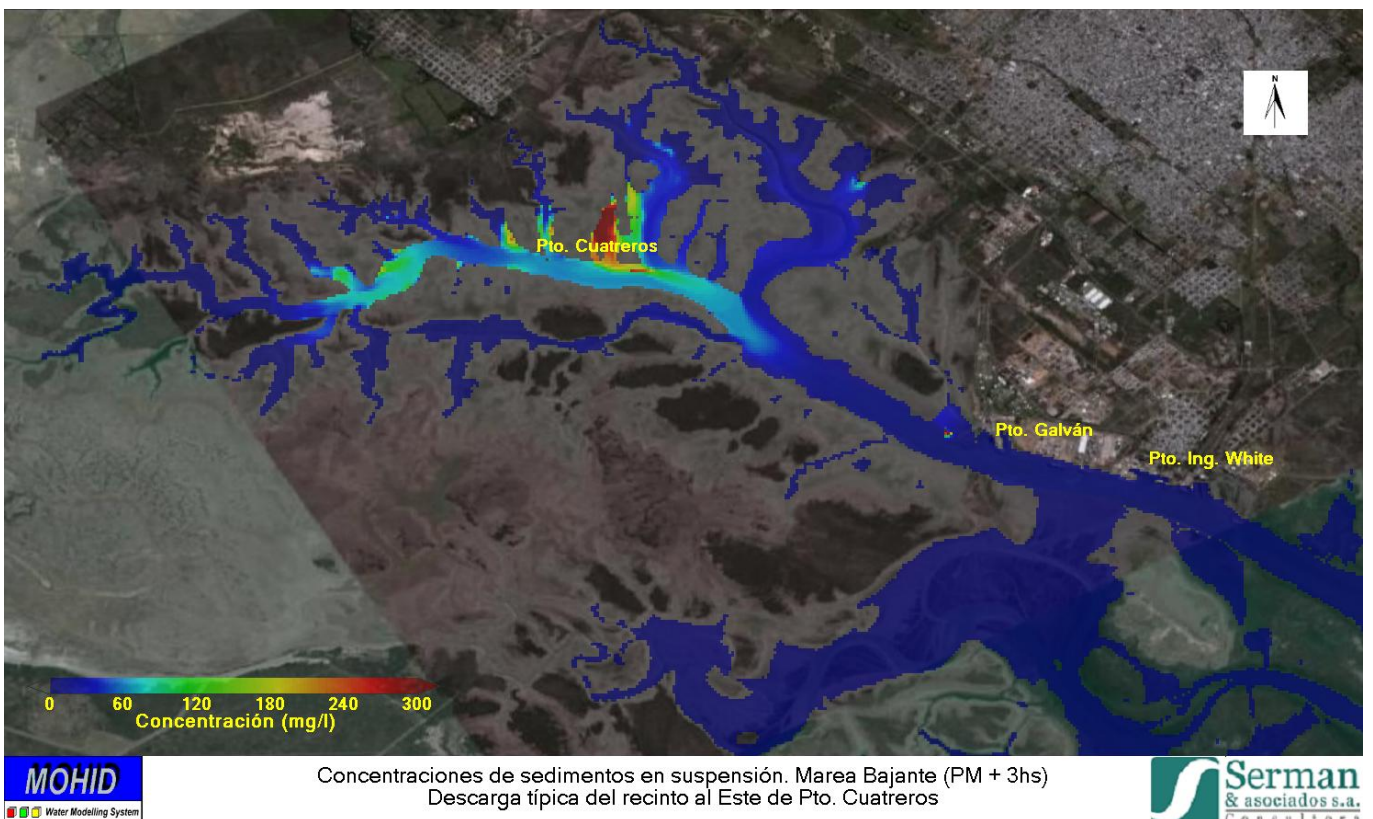 N
Pto. Cuatreros
Pto. Galván
Pto. Ing. White
0 60 120 180 240 300
Concentración (mg/l)
MOHID
Water Modelling System
Concentraciones de sedimentos en suspensión. Marea Bajante (PM + 3hs)
Descarga típica del recinto al Este de Pto. Cuatreros
Serman
& asociados s.a.
Consultora